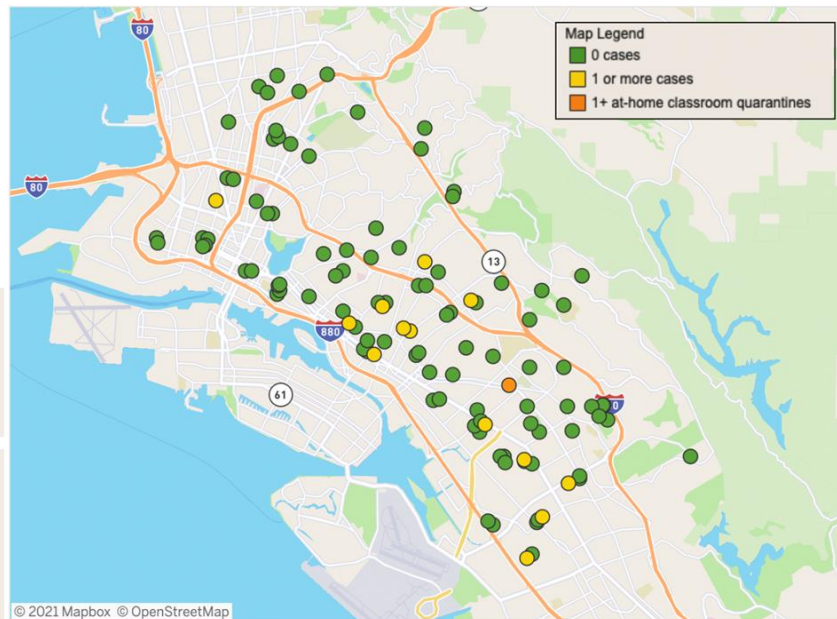 80
Map Legend
0 cases
1 or more cases
1+ at-home classroom quarantines
80
13
880
61
© 2021 Mapbox © OpenStreetMap